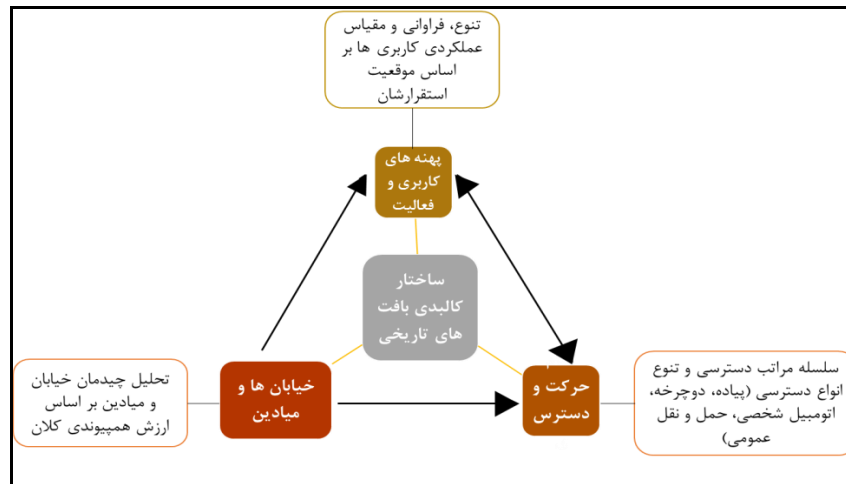 تنوع، فراوانی و مقیاس
عملکردی کاربری ها بر
اساس موقعیت
استقرارشان
پهنه های
کاربری و
فعالیت
ساختار
کالبدی بافت
های تاریخی
خیابان ها و
میادین
حرکت و
دسترس
تحلیل چیدمان خیابان
و میادین بر اساس
ارزش همپیوندی کلان
سلسله مراتب دسترسی و تنوع
انواع دسترسی (پیاده، دوچرخه،
اتومبیل شخصی، حمل و نقل
عمومی)